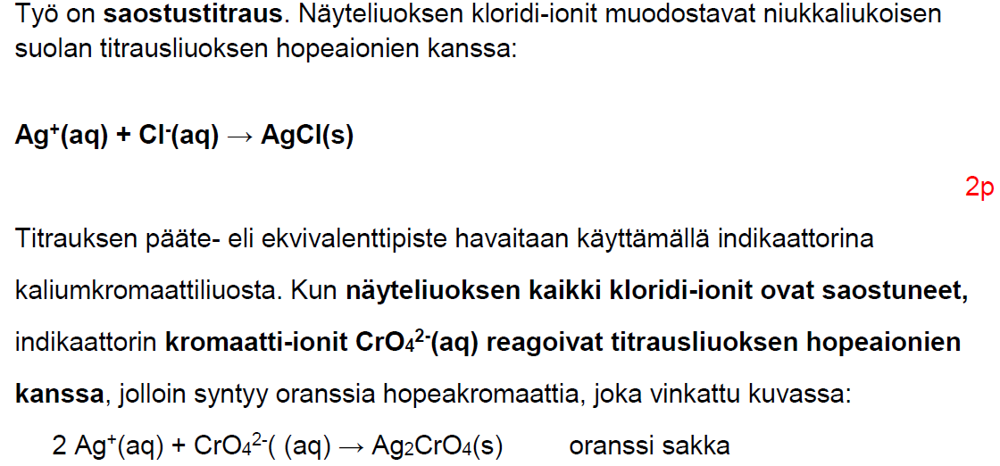 Työ on saostustitraus. Näyteliuoksen kloridi-ionit muodostavat niukkaliukoisen
suolan titrausliuoksen hopeaionien kanssa:
Ag⁺(aq) + Cl⁻(aq) → AgCl(s)
2p
Titrauksen pääte- eli ekvivalenttipiste havaitaan käyttämällä indikaattorina
kaliumkromaattiliuosta. Kun näyteliuoksen kaikki kloridi-ionit ovat saostuneet,
indikaattorin kromaatti-ionit CrO₄²⁻(aq) reagoivat titrausliuoksen hopeaionien
kanssa, jolloin syntyy oranssia hopeakromaattia, joka vinkattu kuvassa:
2 Ag⁺(aq) + CrO₄²⁻( (aq) → Ag₂CrO₄(s) oranssi sakka